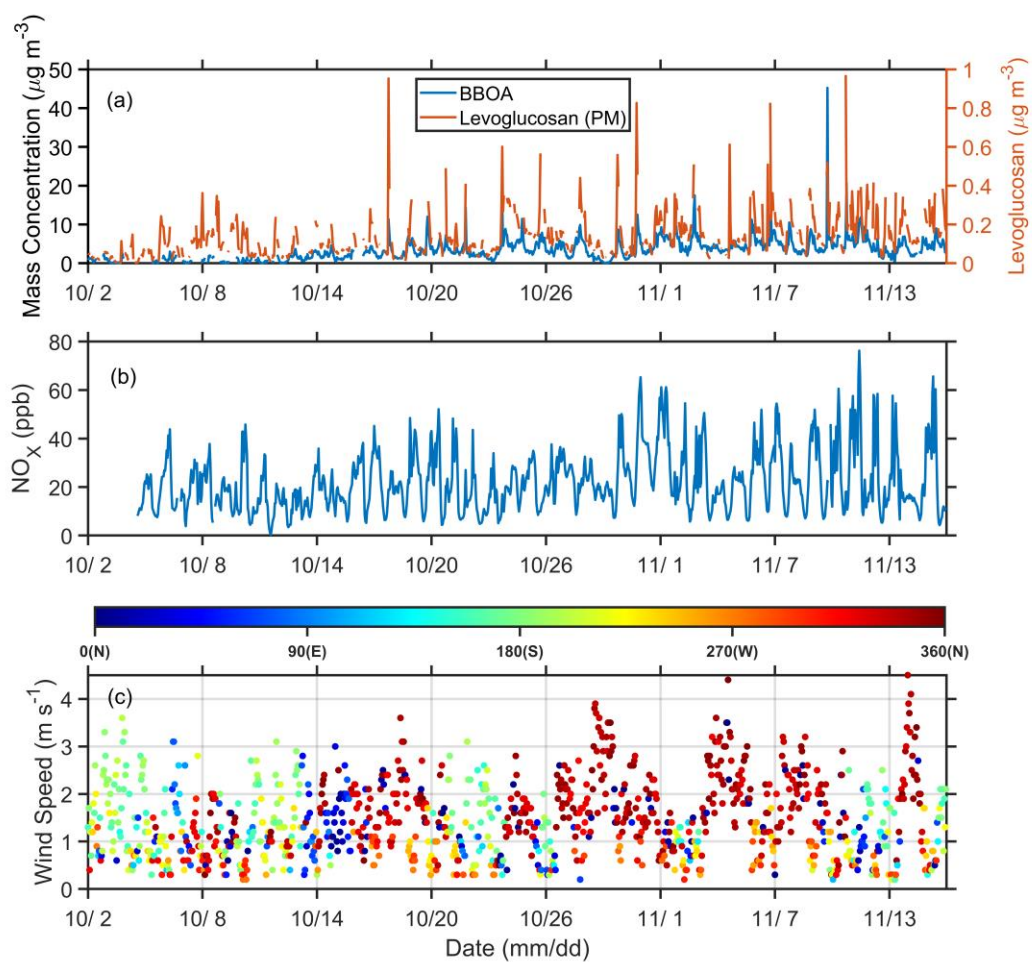 Mass Concentration (μg m⁻³)
50
40
30
20
10
0
(a)
BBOA
Levoglucosan (PM)
1
0.8
0.6
0.4
0.2
0
Levoglucosan (μg m⁻³)
10/ 2 10/ 8 10/14 10/20 10/26 11/ 1 11/ 7 11/13
NOX (ppb)
80
60
40
20
0
(b)
10/ 2 10/ 8 10/14 10/20 10/26 11/ 1 11/ 7 11/13
0(N) 90(E) 180(S) 270(W) 360(N)
Wind Speed (m s⁻¹)
4
3
2
1
0
(c)
10/ 2 10/ 8 10/14 10/20 10/26 11/ 1 11/ 7 11/13
Date (mm/dd)